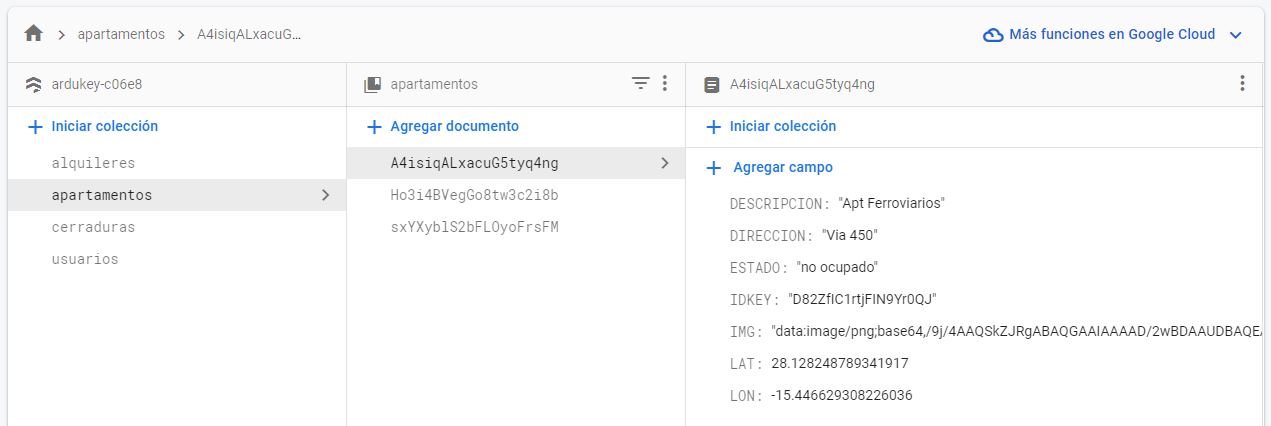 apartamentos > A4isiqALxacuG...
Más funciones en Google Cloud
ardukey-c06e8
apartamentos
A4isiqALxacuG5tyq4ng
+ Iniciar colección
+ Agregar documento
+ Iniciar colección
alquileres
apartamentos
cerraduras
usuarios
A4isiqALxacuG5tyq4ng
Ho3i4BVegGo8tw3c2i8b
sxYXyblS2bFLOyoFrsFM
+ Agregar campo
DESCRIPCION: "Apt Ferroviarios"
DIRECCION: "Via 450"
ESTADO: "no ocupado"
IDKEY: "D82ZfIC1rtjFIN9Yr0QJ"
IMG: "data:image/png;base64,/9j/4AAQSkZJRgABAQGAAIAAAAD/2wBDAAUDBAQEA
LAT: 28.128248789341917
LON: -15.446629308226036